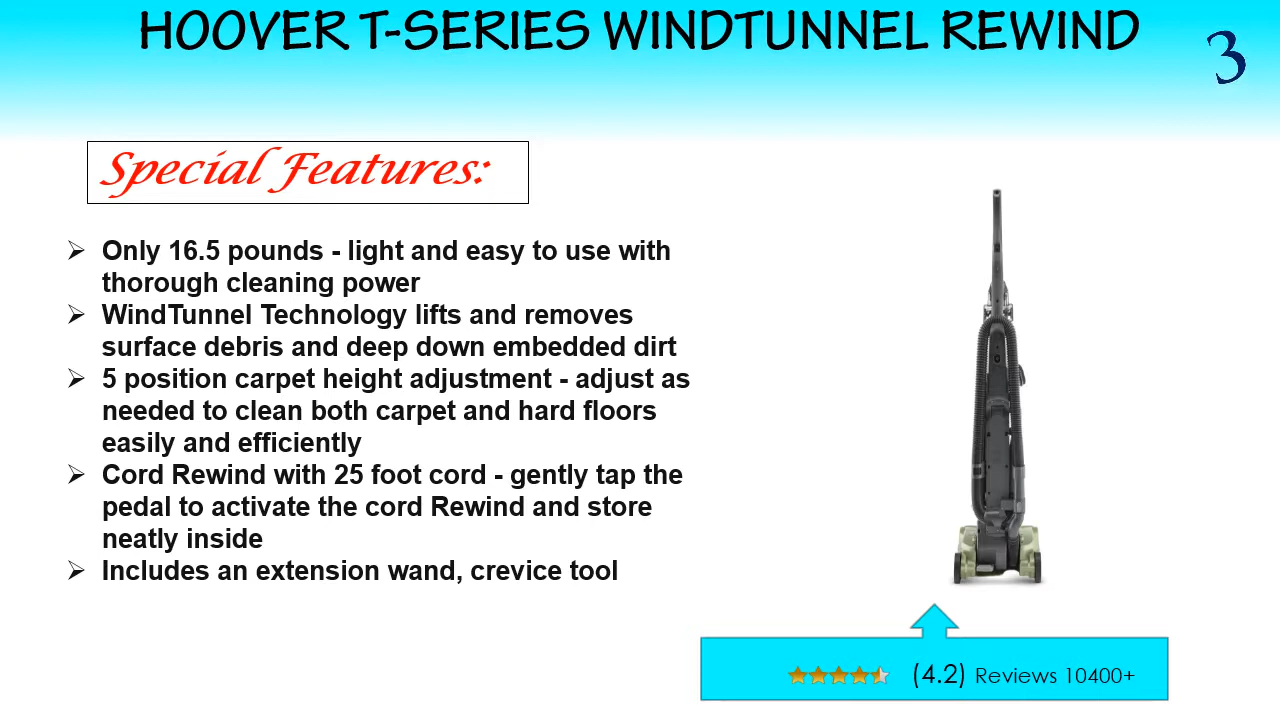 HOOVER T-SERIES WINDTUNNEL REWIND
3
Special Features:
Only 16.5 pounds - light and easy to use with
thorough cleaning power
WindTunnel Technology lifts and removes
surface debris and deep down embedded dirt
5 position carpet height adjustment - adjust as
needed to clean both carpet and hard floors
easily and efficiently
Cord Rewind with 25 foot cord - gently tap the
pedal to activate the cord Rewind and store
neatly inside
Includes an extension wand, crevice tool
(4.2) Reviews 10400+